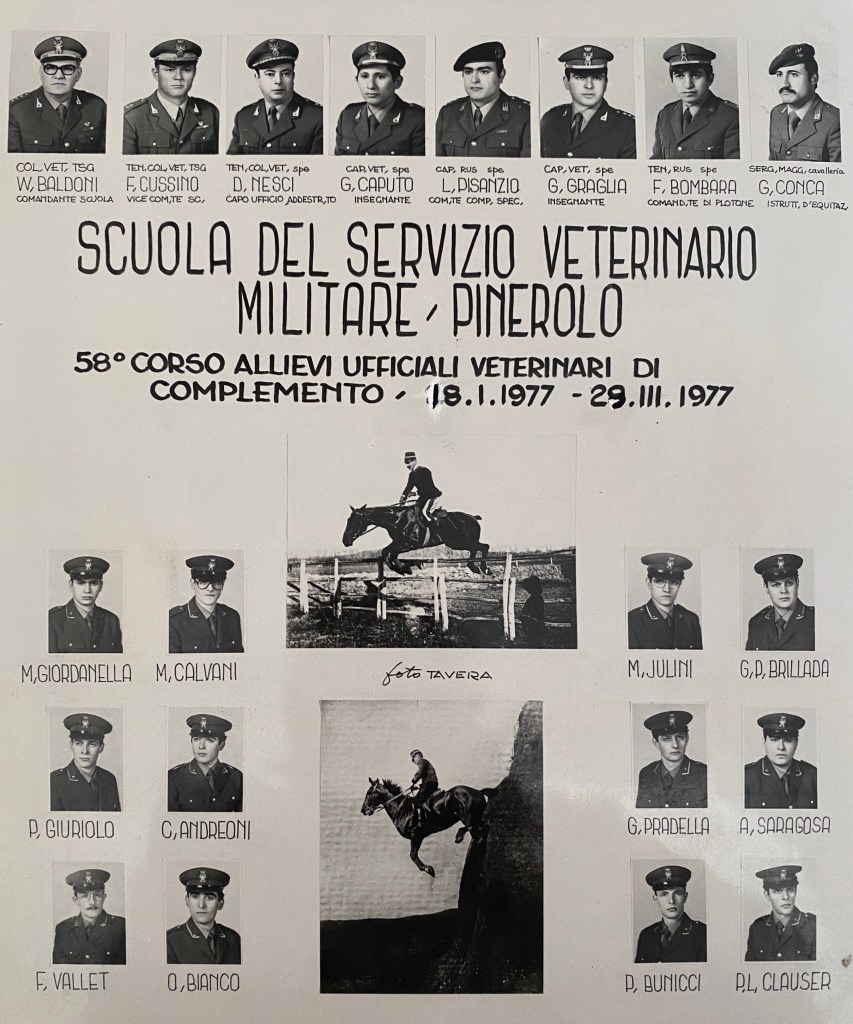 COL, VET, TSG
W, BALDONI
COMANDANTE SCUOLA
TEN, COL, VET, TSG
F, CUSSINO
VICE COM,TE SC,
TEN, COL, VET, spe
D, NESCI
CAPO UFFICIO ADDESTR,TO
CAP, VET, spe
G, CAPUTO
INSEGNANTE
CAP, RUS spe
L, PISANZIO
COM,TE COMP, SPEC,
CAP, VET, spe
G, GRAGLIA
INSEGNANTE
TEN, RUS spe
F, BOMBARA
COMAND,TE DI PLOTONE
SERG, MAGG, cavalleria
G, CONCA
ISTRUTT, D'EQUITAZ,
SCUOLA DEL SERVIZIO VETERINARIO
MILITARE, PINEROLO
58° CORSO ALLIEVI UFFICIALI VETERINARI DI
COMPLEMENTO, 18.I.1977 - 29.III.1977
M, GIORDANELLA
M, CALVANI
foto TAVERA
M, JULINI
G, P, BRILLADA
P, GIURIOLO
C, ANDREONI
G, PRADELLA
A, SARAGOSA
F, VALLET
O, BIANCO
P, BUNICCI
P, L, CLAUSER